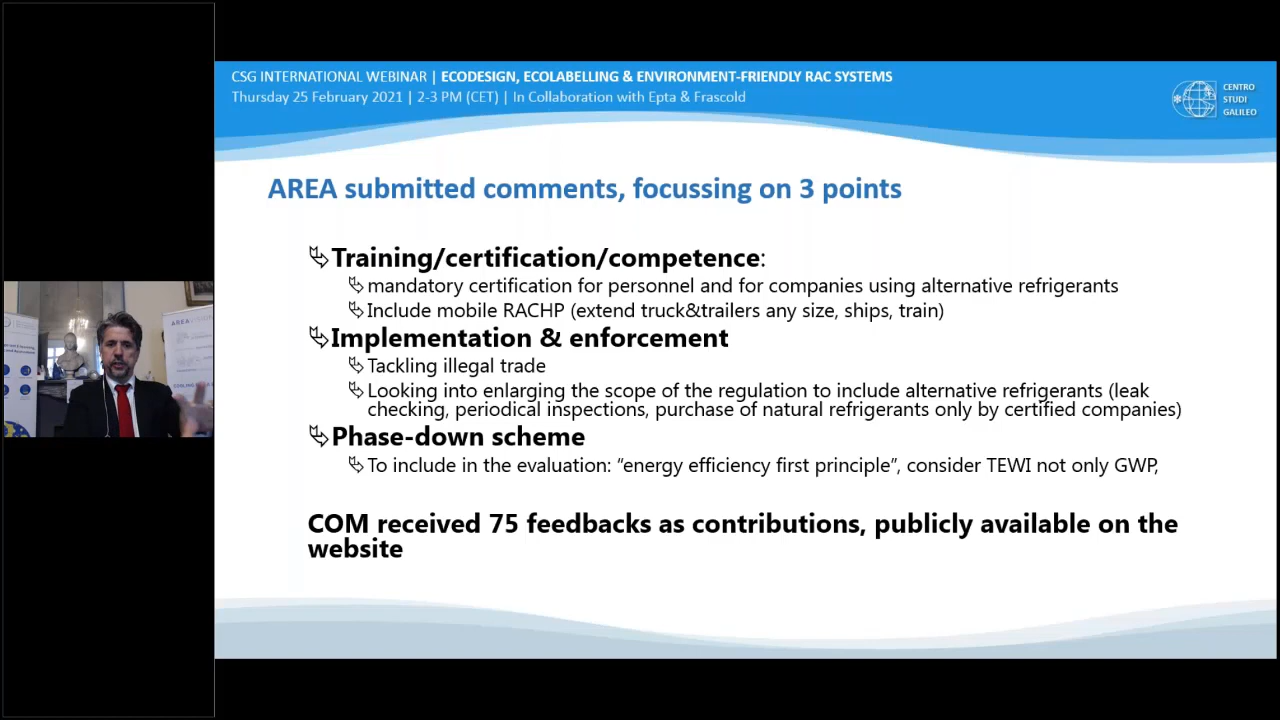 CSG INTERNATIONAL WEBINAR | ECODESIGN, ECOLABELLING & ENVIRONMENT-FRIENDLY RAC SYSTEMS
Thursday 25 February 2021 | 2-3 PM (CET) | In Collaboration with Epta & Frascold
CENTRO
STUDI
GALILEO
AREA submitted comments, focussing on 3 points
Training/certification/competence:
mandatory certification for personnel and for companies using alternative refrigerants
Include mobile RACHP (extend truck&trailers any size, ships, train)
Implementation & enforcement
Tackling illegal trade
Looking into enlarging the scope of the regulation to include alternative refrigerants (leak
checking, periodical inspections, purchase of natural refrigerants only by certified companies)
Phase-down scheme
To include in the evaluation: “energy efficiency first principle”, consider TEWI not only GWP,
COM received 75 feedbacks as contributions, publicly available on the
website
AREA